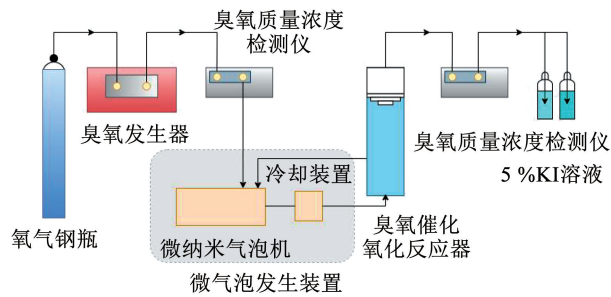 臭氧质量浓度
检测仪
臭氧发生器
臭氧质量浓度检测仪
5 %KI溶液
冷却装置
氧气钢瓶
微纳米气泡机
臭氧催化
氧化反应器
微气泡发生装置